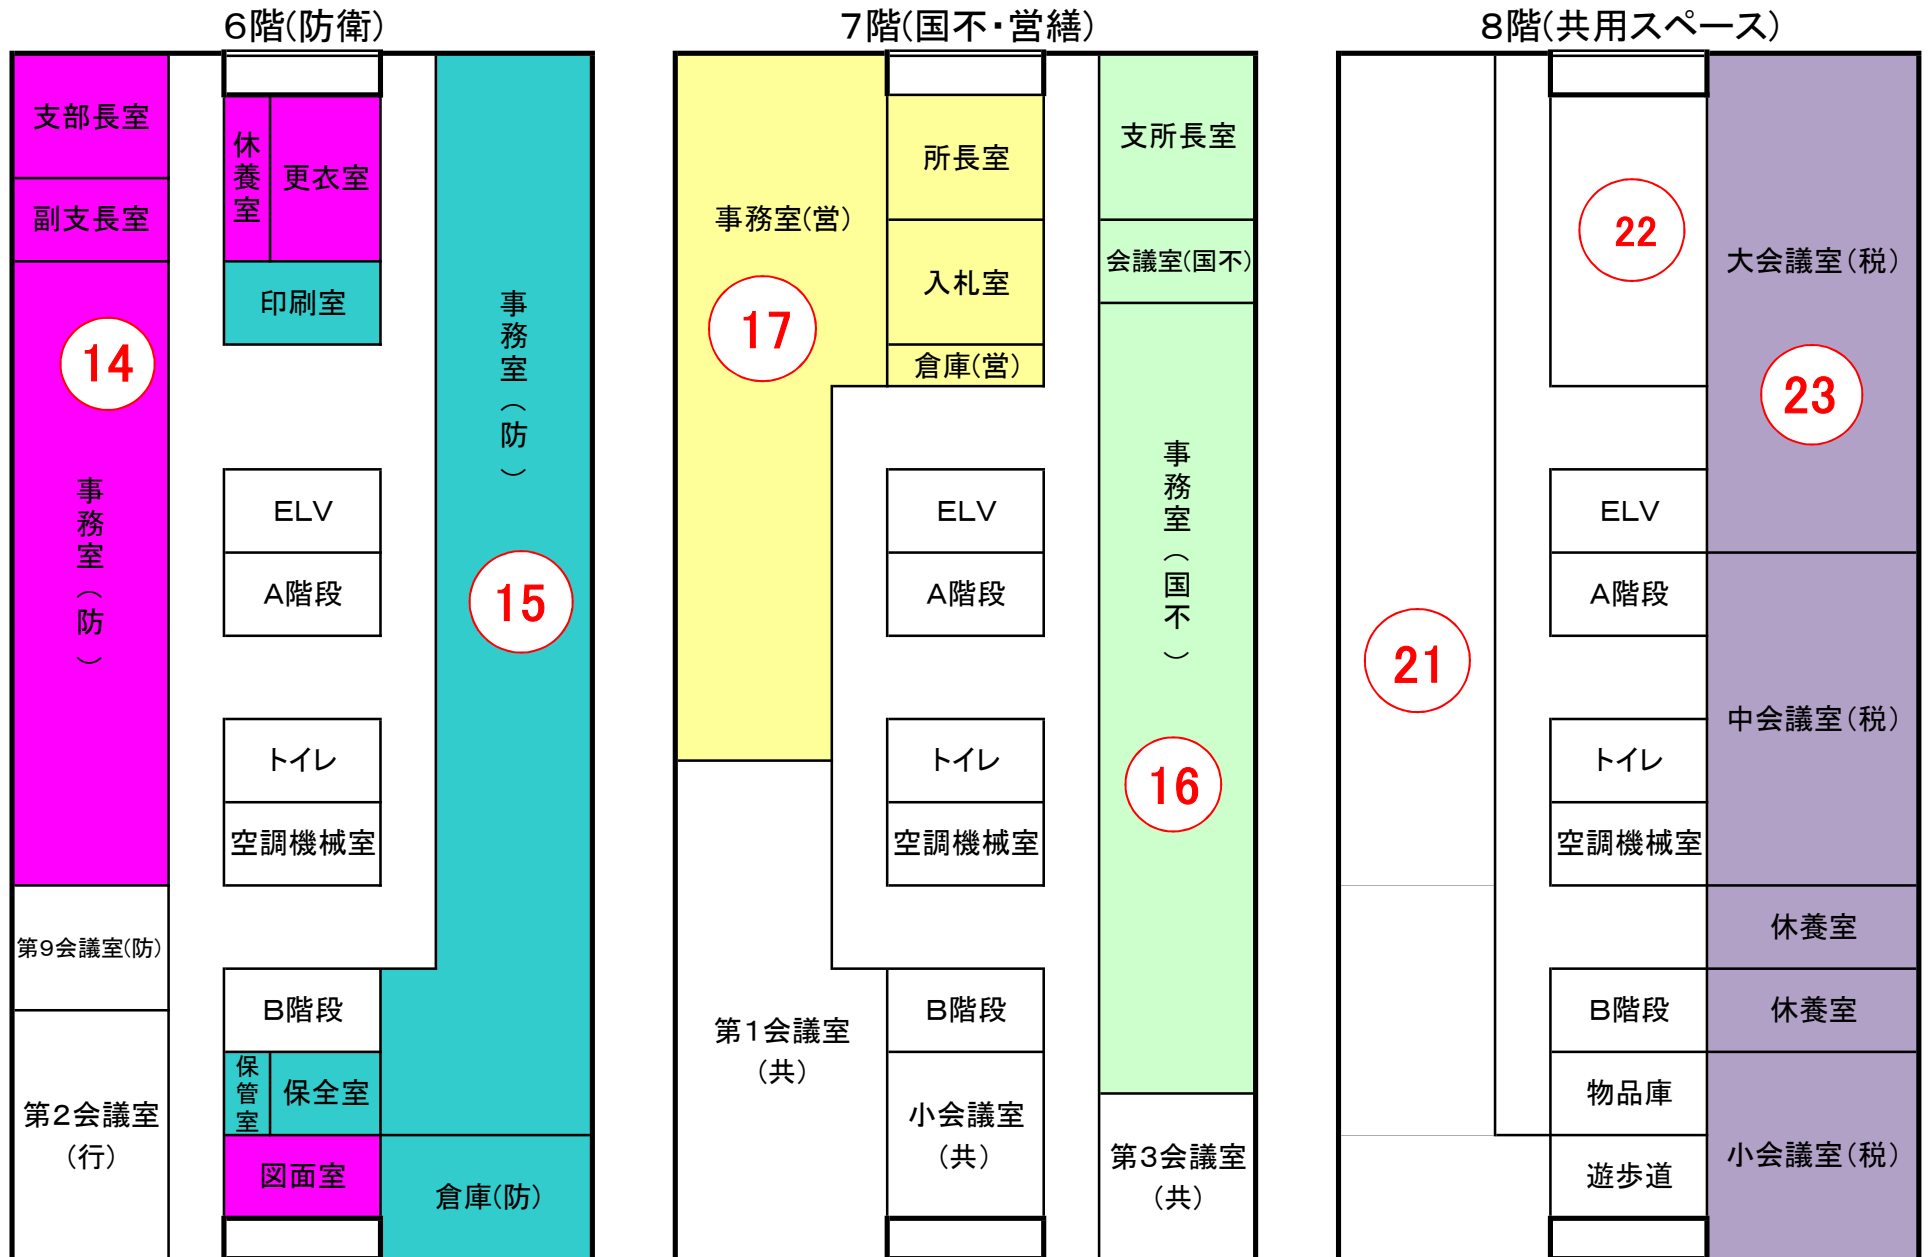 6階(防衛)
支部長室
副支長室
14
事務室(防)
第9会議室(防)
第2会議室
(行)
休養室
更衣室
印刷室
ELV
A階段
トイレ
空調機械室
B階段
保管室
保全室
図面室
事務室(防)
15
倉庫(防)
7階(国不・営繕)
事務室(営)
17
第1会議室
(共)
所長室
入札室
倉庫(営)
ELV
A階段
トイレ
空調機械室
B階段
小会議室
(共)
支所長室
会議室(国不)
事務室(国不)
16
第3会議室
(共)
8階(共用スペース)
21
22
ELV
A階段
トイレ
空調機械室
B階段
物品庫
遊歩道
大会議室(税)
23
中会議室(税)
休養室
休養室
小会議室(税)